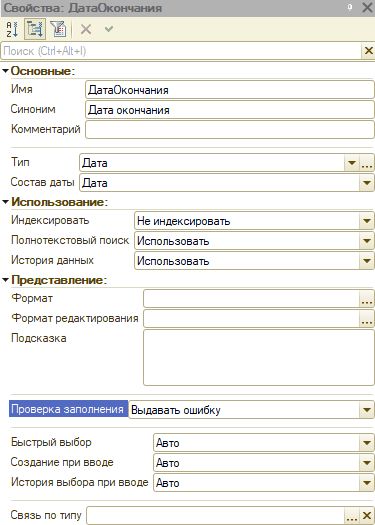 Свойства: ДатаОкончания
Поиск (Ctrl+Alt+I)
Основные:
Имя ДатаОкончания
Синоним Дата окончания
Комментарий
Тип Дата
Состав даты Дата
Использование:
Индексировать Не индексировать
Полнотекстовый поиск Использовать
История данных Использовать
Представление:
Формат
Формат редактирования
Подсказка
Проверка заполнения Выдавать ошибку
Быстрый выбор Авто
Создание при вводе Авто
История выбора при вводе Авто
Связь по типу